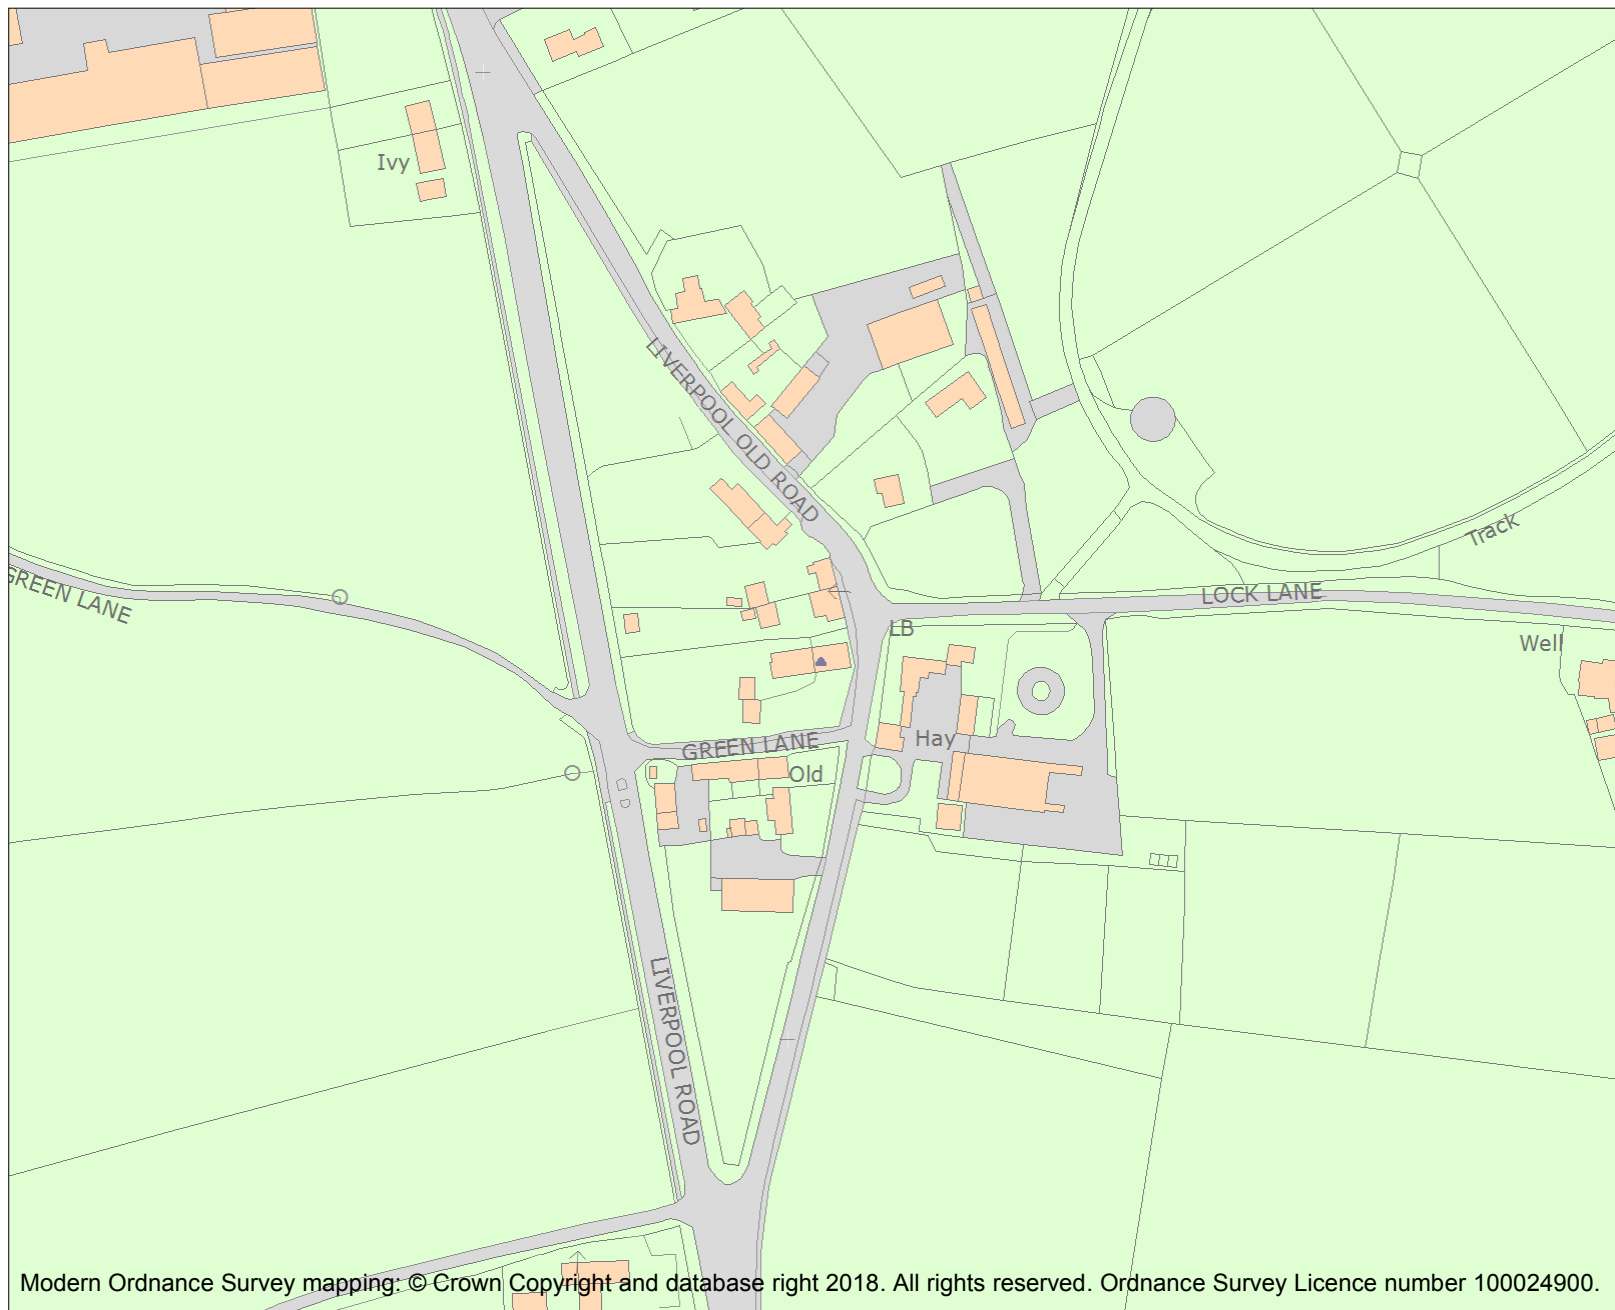 Ivy
LIVERPOOL OLD ROAD
Track
GREEN LANE
LOCK LANE
LB
Well
GREEN LANE
Hay
Old
LIVERPOOL ROAD
Modern Ordnance Survey mapping: © Crown Copyright and database right 2018. All rights reserved. Ordnance Survey Licence number 100024900.